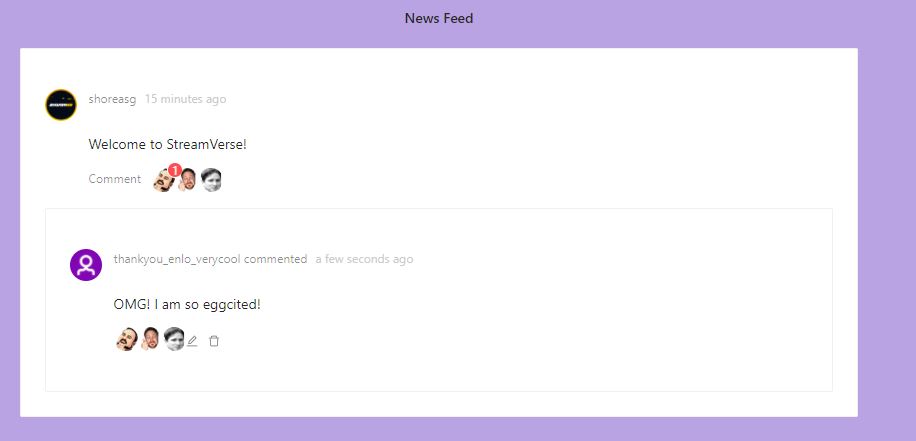 News Feed
shoreasg 15 minutes ago
Welcome to StreamVerse!
Comment 1
thankyou_enlo_verycool commented a few seconds ago
OMG! I am so eggcited!